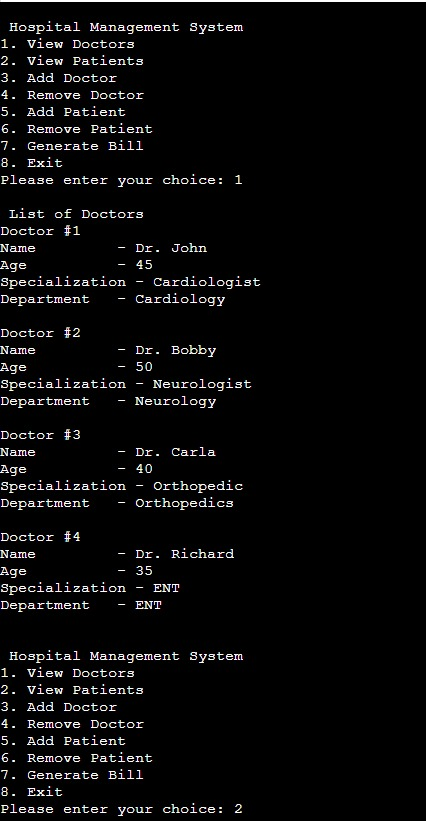 Hospital Management System
1. View Doctors
2. View Patients
3. Add Doctor
4. Remove Doctor
5. Add Patient
6. Remove Patient
7. Generate Bill
8. Exit
Please enter your choice: 1
List of Doctors
Doctor #1
Name          - Dr. John
Age           - 45
Specialization - Cardiologist
Department   - Cardiology
Doctor #2
Name          - Dr. Bobby
Age           - 50
Specialization - Neurologist
Department   - Neurology
Doctor #3
Name          - Dr. Carla
Age           - 40
Specialization - Orthopedic
Department   - Orthopedics
Doctor #4
Name          - Dr. Richard
Age           - 35
Specialization - ENT
Department   - ENT
Hospital Management System
1. View Doctors
2. View Patients
3. Add Doctor
4. Remove Doctor
5. Add Patient
6. Remove Patient
7. Generate Bill
8. Exit
Please enter your choice: 2